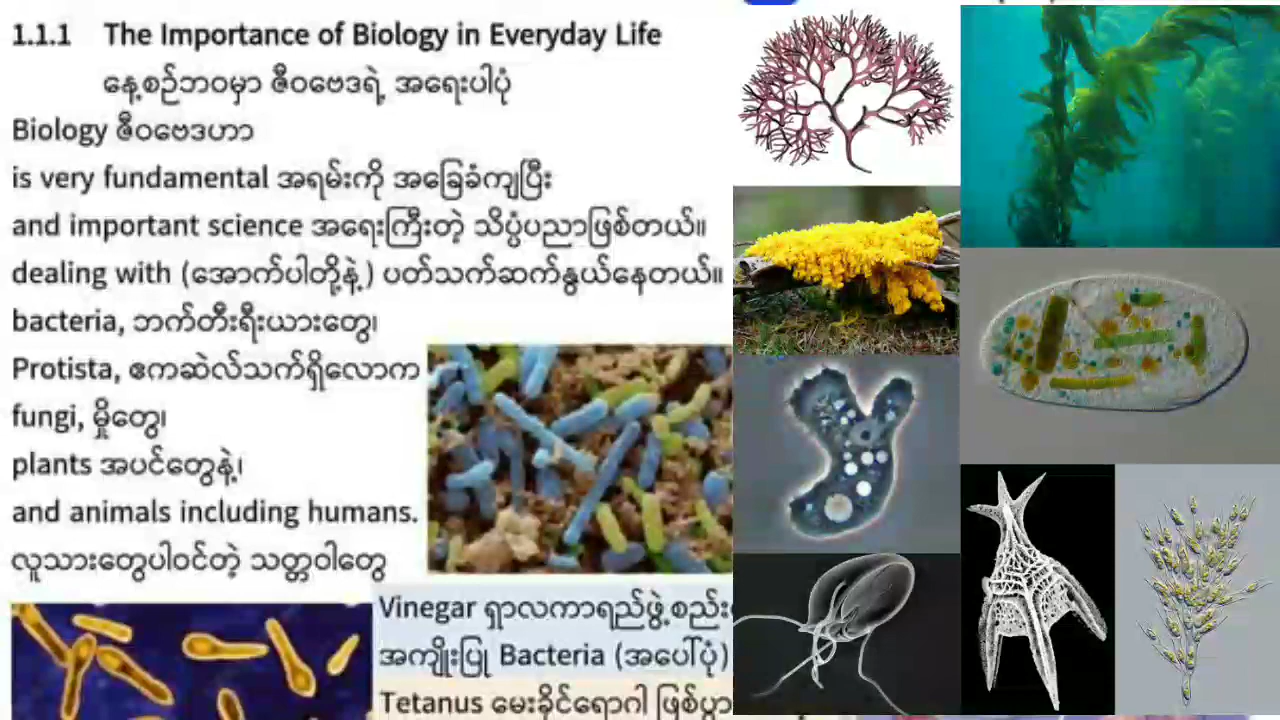 1.1.1 The Importance of Biology in Everyday Life
နေ့စဉ်ဘဝမှာ ဇီဝဗေဒရဲ့ အရေးပါပုံ
Biology ဇီဝဗေဒဟာ
is very fundamental အရမ်းကို အခြေခံကျပြီး
and important science အရေးကြီးတဲ့ သိပ္ပံပညာဖြစ်တယ်။
dealing with (အောက်ပါတို့နဲ့) ပတ်သက်ဆက်နွယ်နေတယ်။
bacteria, ဘက်တီးရီးယားတွေ၊
Protista, ဧကဆဲလ်သက်ရှိလောက
fungi, မှိုတွေ၊
plants အပင်တွေနဲ့၊
and animals including humans.
လူသားတွေပါဝင်တဲ့ သတ္တဝါတွေ
Vinegar ရှာလကာရည်ဖွဲ့စည်း
အကျိုးပြု Bacteria (အပေါ်ပုံ)
Tetanus မေးခိုင်ရောဂါ ဖြစ်ပွာ